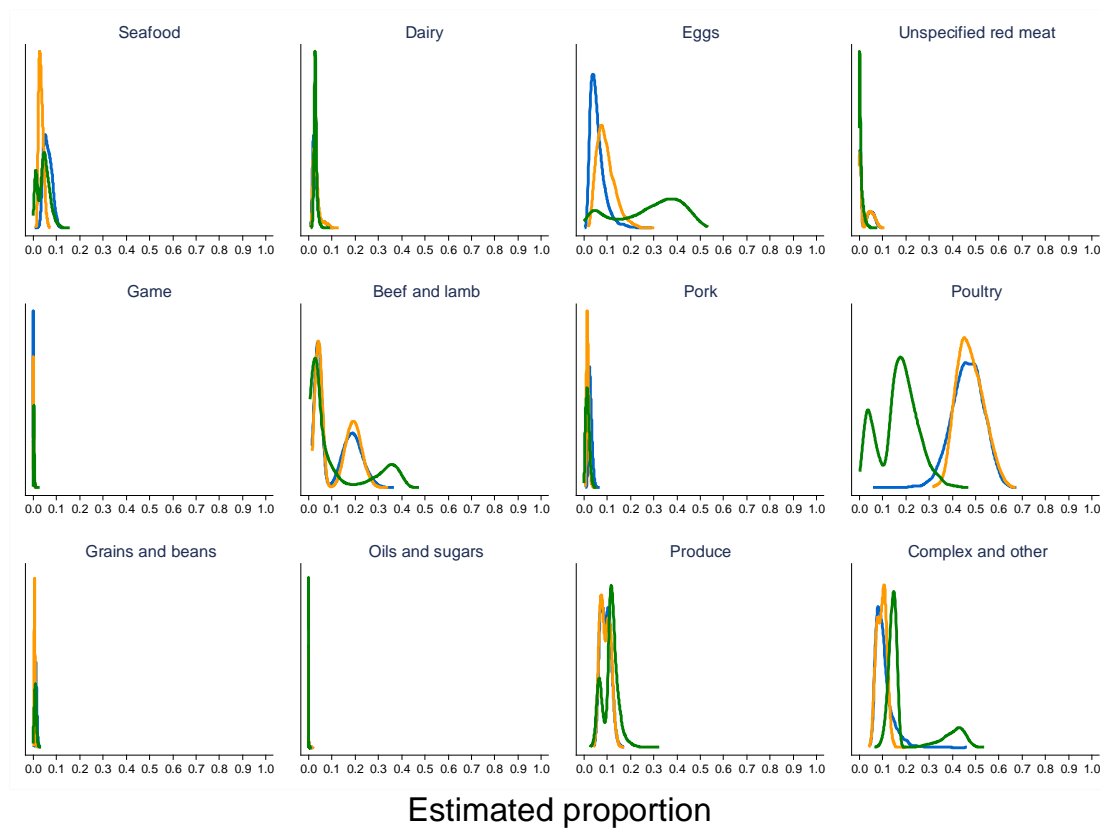 Seafood
Dairy
Eggs
Unspecified red meat
0.0 0.1 0.2 0.3 0.4 0.5 0.6 0.7 0.8 0.9 1.0
0.0 0.1 0.2 0.3 0.4 0.5 0.6 0.7 0.8 0.9 1.0
0.0 0.1 0.2 0.3 0.4 0.5 0.6 0.7 0.8 0.9 1.0
0.0 0.1 0.2 0.3 0.4 0.5 0.6 0.7 0.8 0.9 1.0
Game
Beef and lamb
Pork
Poultry
0.0 0.1 0.2 0.3 0.4 0.5 0.6 0.7 0.8 0.9 1.0
0.0 0.1 0.2 0.3 0.4 0.5 0.6 0.7 0.8 0.9 1.0
0.0 0.1 0.2 0.3 0.4 0.5 0.6 0.7 0.8 0.9 1.0
0.0 0.1 0.2 0.3 0.4 0.5 0.6 0.7 0.8 0.9 1.0
Grains and beans
Oils and sugars
Produce
Complex and other
0.0 0.1 0.2 0.3 0.4 0.5 0.6 0.7 0.8 0.9 1.0
0.0 0.1 0.2 0.3 0.4 0.5 0.6 0.7 0.8 0.9 1.0
0.0 0.1 0.2 0.3 0.4 0.5 0.6 0.7 0.8 0.9 1.0
0.0 0.1 0.2 0.3 0.4 0.5 0.6 0.7 0.8 0.9 1.0
Estimated proportion